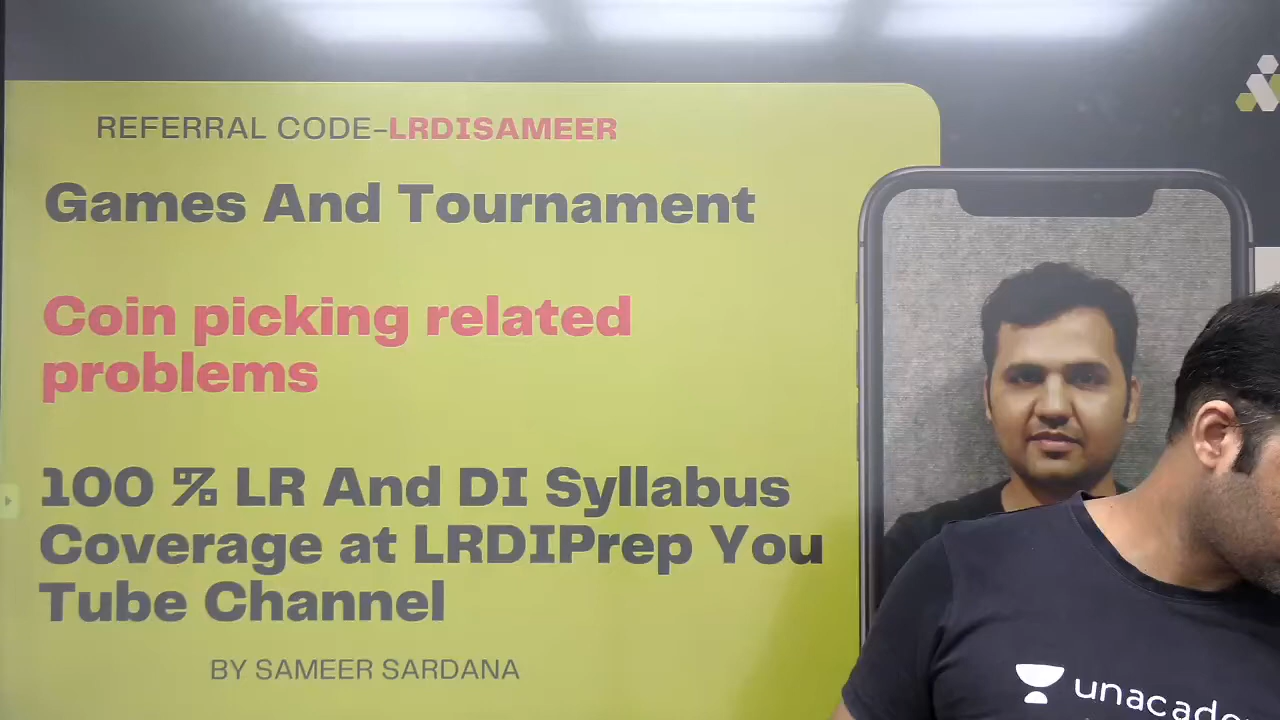 REFERRAL CODE-LRDISAMEER
Games And Tournament
Coin picking related
problems
100 % LR And DI Syllabus
Coverage at LRDIPrep You
Tube Channel
BY SAMEER SARDANA